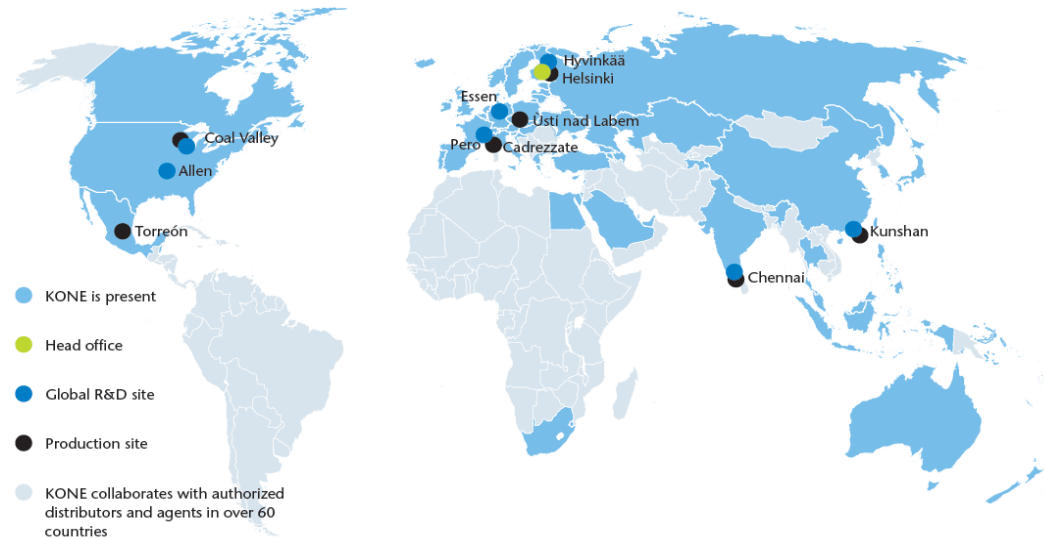 Hyvinkää
Helsinki
Essen
Ústí nad Labem
Coal Valley
Pero
Cadrezzate
Allen
Torreón
Kunshan
Chennai
KONE is present
Head office
Global R&D site
Production site
KONE collaborates with authorized
distributors and agents in over 60
countries